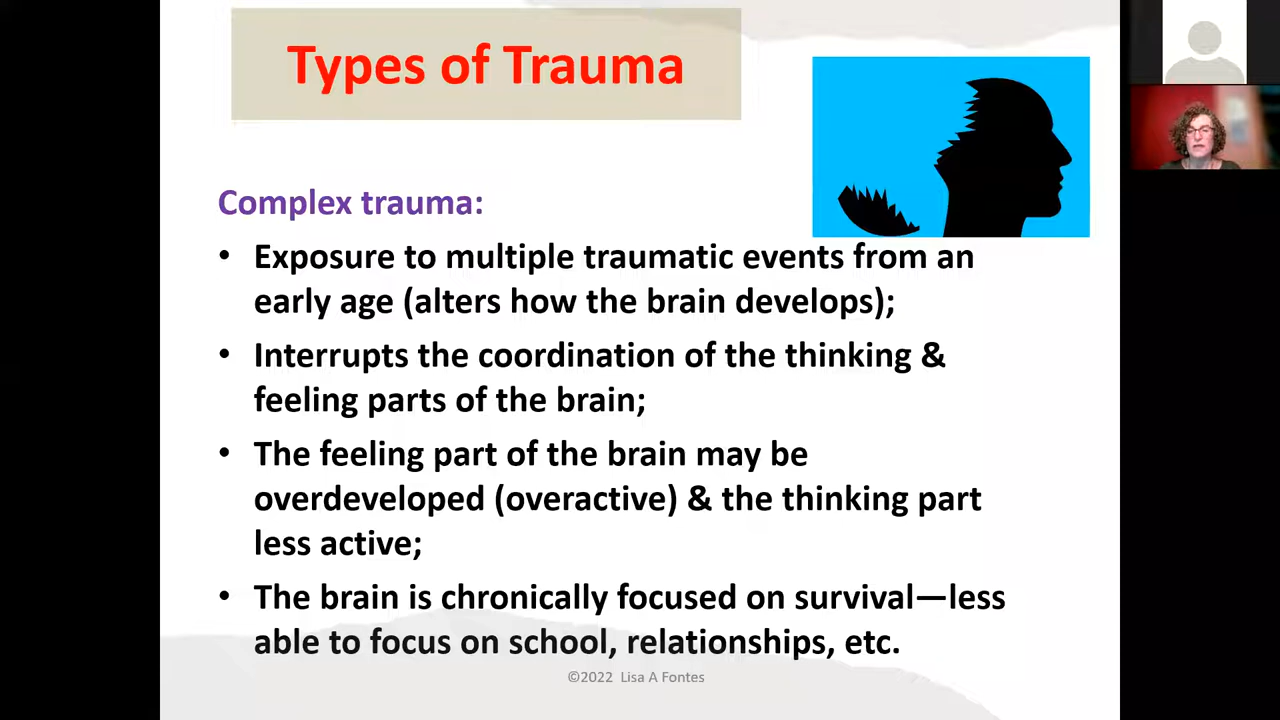 Types of Trauma
Complex trauma:
• Exposure to multiple traumatic events from an
early age (alters how the brain develops);
• Interrupts the coordination of the thinking &
feeling parts of the brain;
• The feeling part of the brain may be
overdeveloped (overactive) & the thinking part
less active;
• The brain is chronically focused on survival—less
able to focus on school, relationships, etc.
©2022 Lisa A Fontes